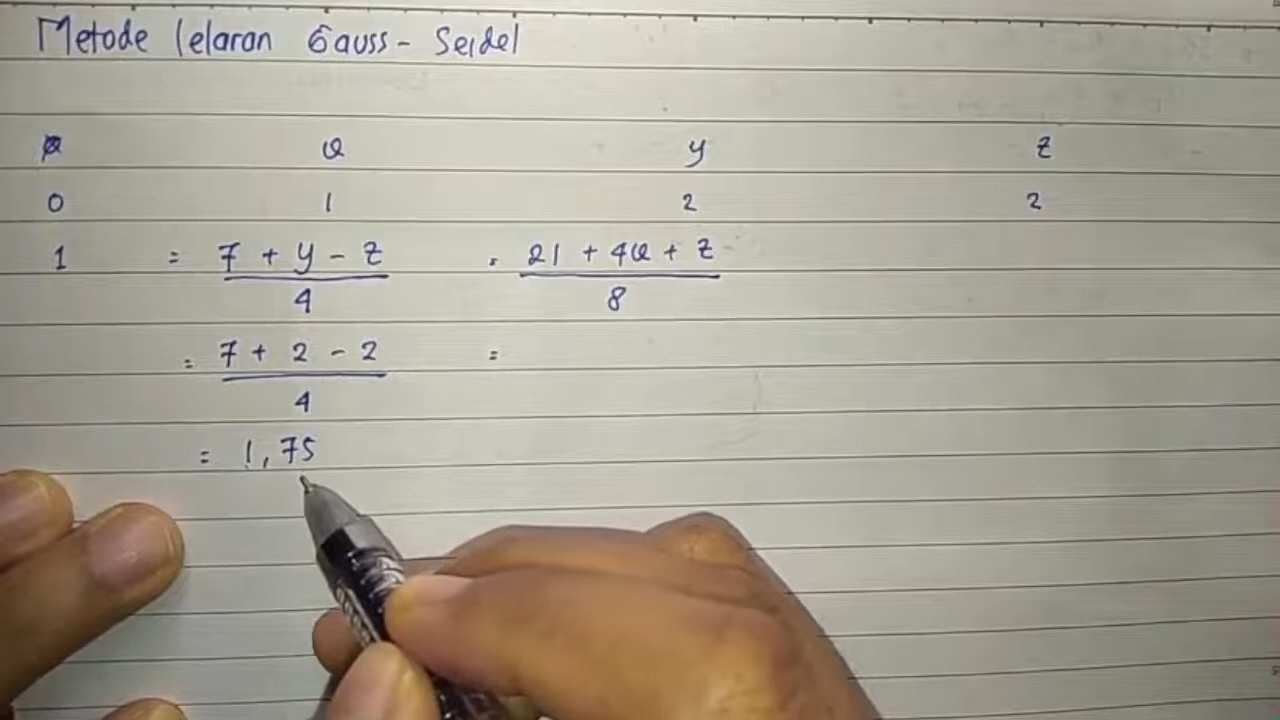 Metode lelaran Gauss - Seidel
x y z
0 1 2 2
1 = 7 + y - z = 21 + 4x + z
4 8
= 7 + 2 - 2 =
4
= 1,75